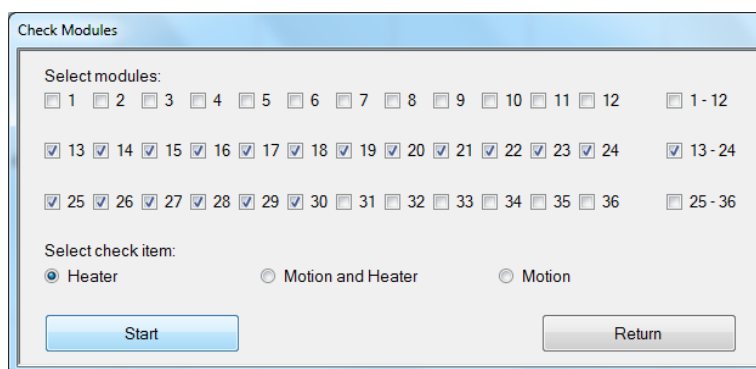 Check Modules
Select modules:
1 2 3 4 5 6 7 8 9 10 11 12 1 - 12
13 14 15 16 17 18 19 20 21 22 23 24 13 - 24
25 26 27 28 29 30 31 32 33 34 35 36 25 - 36
Select check item:
Heater Motion and Heater Motion
Start Return